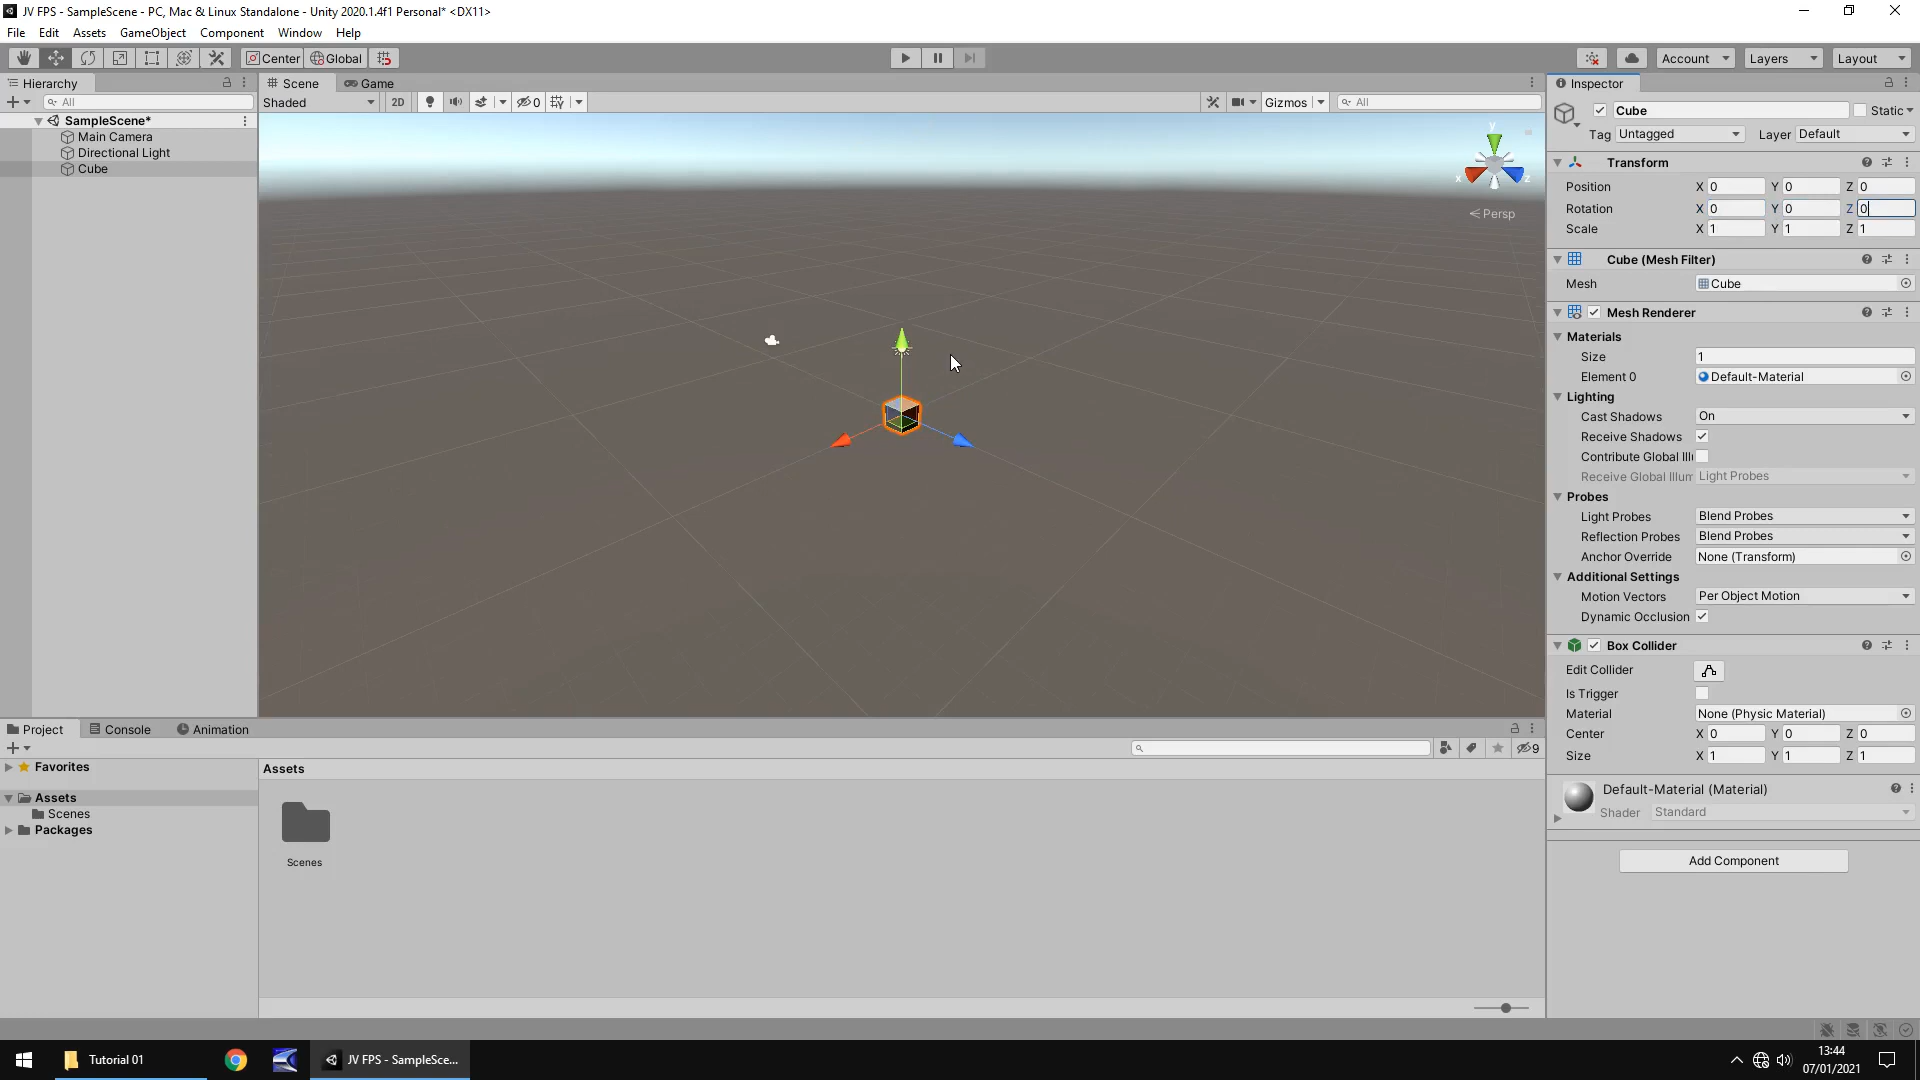 JV FPS - SampleScene - PC, Mac & Linux Standalone - Unity 2020.1.4f1 Personal* <DX11>
File Edit Assets GameObject Component Window Help
Center Global Account Layers Layout
Hierarchy
All
SampleScene*
Main Camera
Directional Light
Cube
Scene Game
Shaded 2D 0 Gizmos All
y
x z
Persp
Inspector
Cube Static
Tag Untagged Layer Default
Transform
Position X 0 Y 0 Z 0
Rotation X 0 Y 0 Z 0
Scale X 1 Y 1 Z 1
Cube (Mesh Filter)
Mesh Cube
Mesh Renderer
Materials
Size 1
Element 0 Default-Material
Lighting
Cast Shadows On
Receive Shadows
Contribute Global Illu
Receive Global Illum Light Probes
Probes
Light Probes Blend Probes
Reflection Probes Blend Probes
Anchor Override None (Transform)
Additional Settings
Motion Vectors Per Object Motion
Dynamic Occlusion
Box Collider
Edit Collider
Is Trigger
Material None (Physic Material)
Center X 0 Y 0 Z 0
Size X 1 Y 1 Z 1
Default-Material (Material)
Shader Standard
Add Component
Project Console Animation
9
Favorites
Assets
Scenes
Packages
Assets
Scenes
Tutorial 01
JV FPS - SampleSce...
13:44
07/01/2021